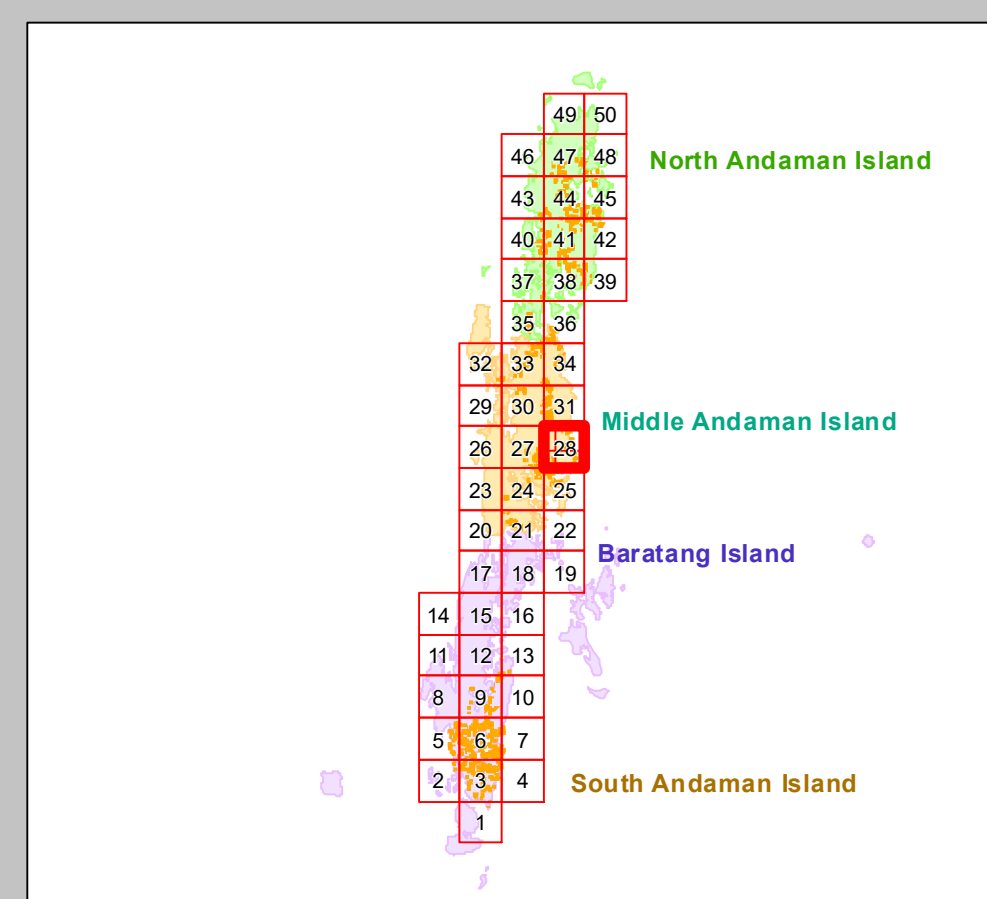 49 50
46 47 48
North Andaman Island
43 44 45
40 41 42
37 38 39
35 36
32 33 34
29 30 31
Middle Andaman Island
26 27 28
23 24 25
20 21 22
Baratang Island
17 18 19
14 15 16
11 12 13
8 9 10
5 6 7
2 3 4
South Andaman Island
1